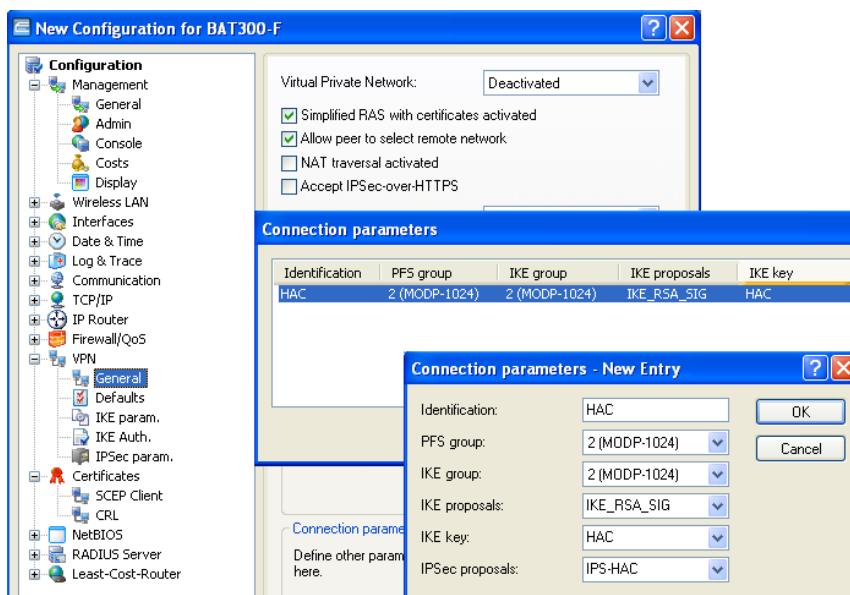 New Configuration for BAT300-F
Configuration
Management
General
Admin
Console
Costs
Display
Wireless LAN
Interfaces
Date & Time
Log & Trace
Communication
TCP/IP
IP Router
Firewall/QoS
VPN
General
Defaults
IKE param.
IKE Auth.
IPSec param.
Certificates
SCEP Client
CRL
NetBIOS
RADIUS Server
Least-Cost-Router
Virtual Private Network: Deactivated
Simplified RAS with certificates activated
Allow peer to select remote network
NAT traversal activated
Accept IPSec-over-HTTPS
Connection parameters
Identification PFS group IKE group IKE proposals IKE key
HAC 2 (MODP-1024) 2 (MODP-1024) IKE_RSA_SIG HAC
Connection parame
Define other param
here.
Connection parameters - New Entry
Identification: HAC OK
PFS group: 2 (MODP-1024) Cancel
IKE group: 2 (MODP-1024)
IKE proposals: IKE_RSA_SIG
IKE key: HAC
IPSec proposals: IPS-HAC